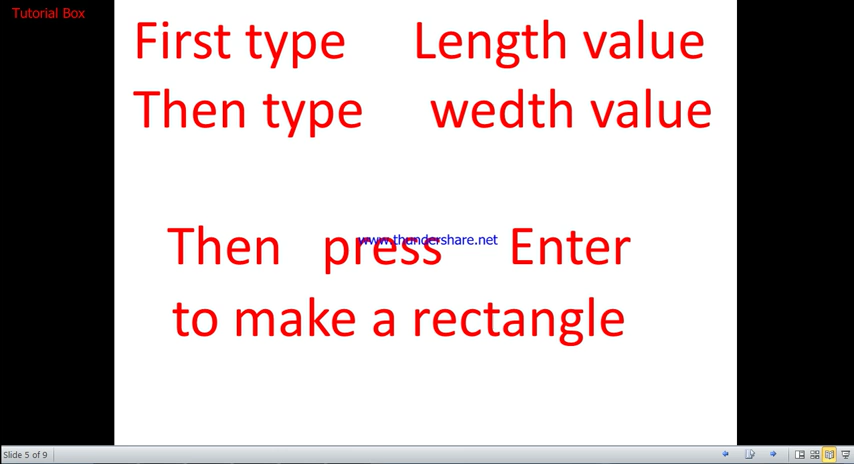 Tutorial Box
First type Length value
Then type wedth value
www.thundershare.net
Then press Enter
to make a rectangle
Slide 5 of 9